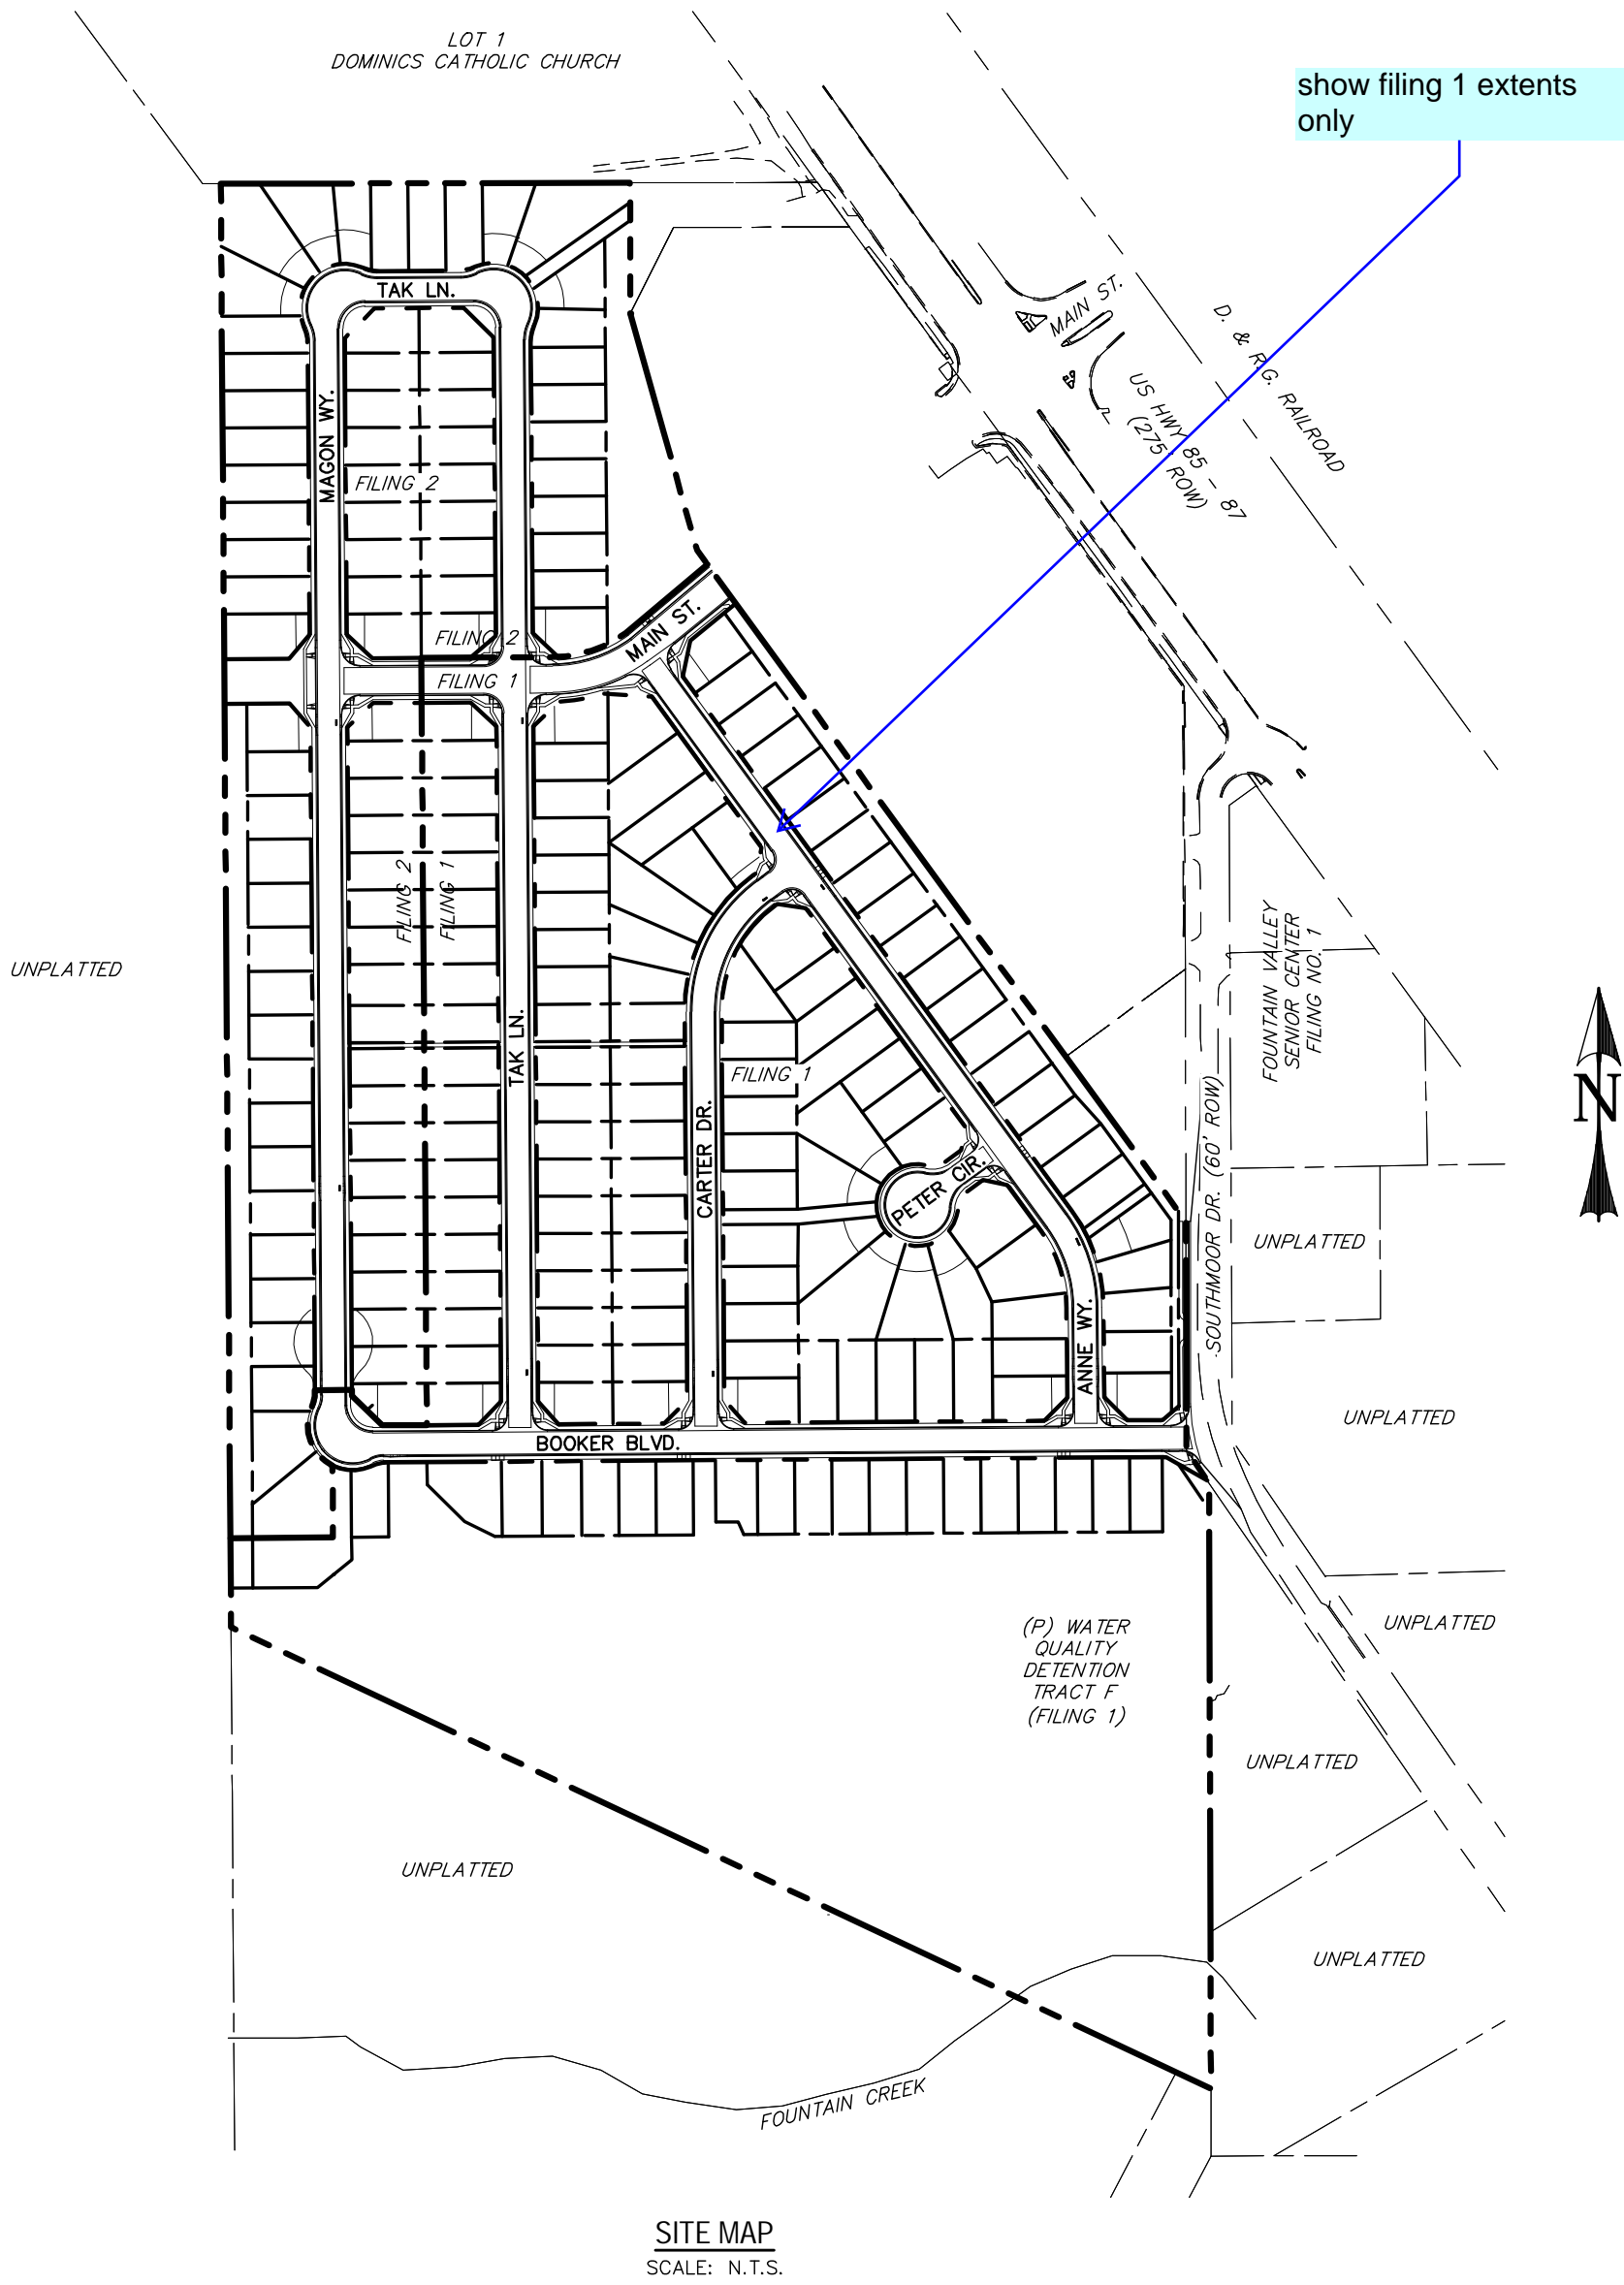 LOT 1
DOMINICS CATHOLIC CHURCH
show filing 1 extents
only
TAK LN.
MAIN ST.
D. & R.G. RAILROAD
US HWY 85 - 87
(275' ROW)
MAGON WY.
FILING 2
FILING 2
MAIN ST.
FILING 1
FILING 2
FILING 1
UNPLATTED
FOUNTAIN VALLEY
SENIOR CENTER
FILING NO. 1
TAK LN.
FILING 1
CARTER DR.
N
PETER CIR.
SOUTHMOOR DR. (60' ROW)
UNPLATTED
ANNE WY.
UNPLATTED
BOOKER BLVD.
(P) WATER
QUALITY
DETENTION
TRACT F
(FILING 1)
UNPLATTED
UNPLATTED
UNPLATTED
UNPLATTED
FOUNTAIN CREEK
SITE MAP
SCALE: N.T.S.